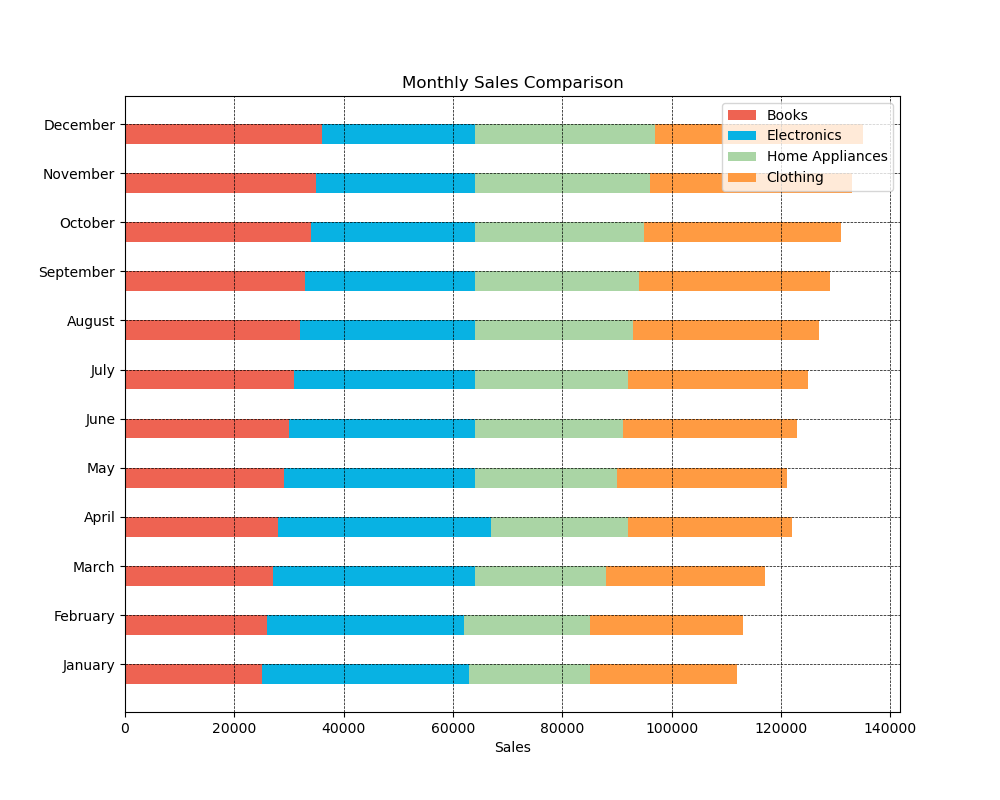 Monthly Sales Comparison
Books
Electronics
Home Appliances
Clothing
December
November
October
September
August
July
June
May
April
March
February
January
0 20000 40000 60000 80000 100000 120000 140000
Sales